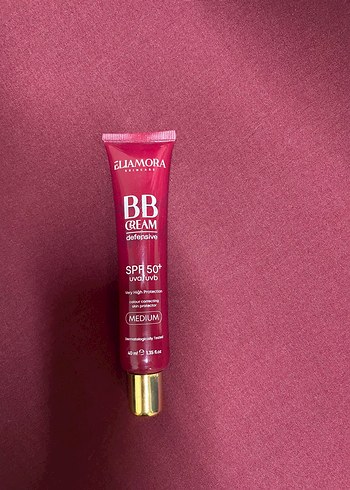 ELIAMORA
SKINCARE
BB
CREAM
defensive
SPF 50+
uva/uvb
Very High Protection
colour correcting
skin protector
MEDIUM
Dermatologically Tested
40 ml e 1.35 fl.oz